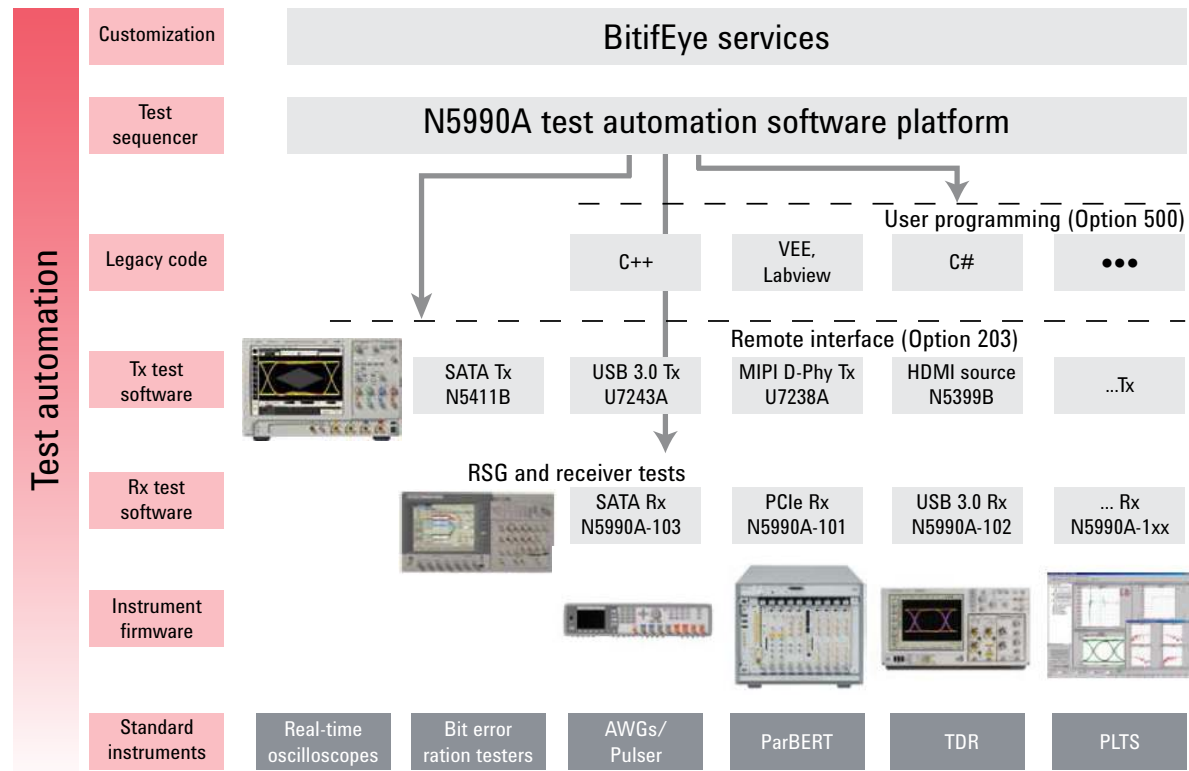 Test automation
Customization
BitifEye services
Test
sequencer
N5990A test automation software platform
User programming (Option 500)
Legacy code
C++
VEE,
Labview
C#
•••
Remote interface (Option 203)
Tx test
software
SATA Tx
N5411B
USB 3.0 Tx
U7243A
MIPI D-Phy Tx
U7238A
HDMI source
N5399B
...Tx
RSG and receiver tests
Rx test
software
SATA Rx
N5990A-103
PCIe Rx
N5990A-101
USB 3.0 Rx
N5990A-102
... Rx
N5990A-1xx
Instrument
firmware
Standard
instruments
Real-time
oscilloscopes
Bit error
ration testers
AWGs/
Pulser
ParBERT
TDR
PLTS